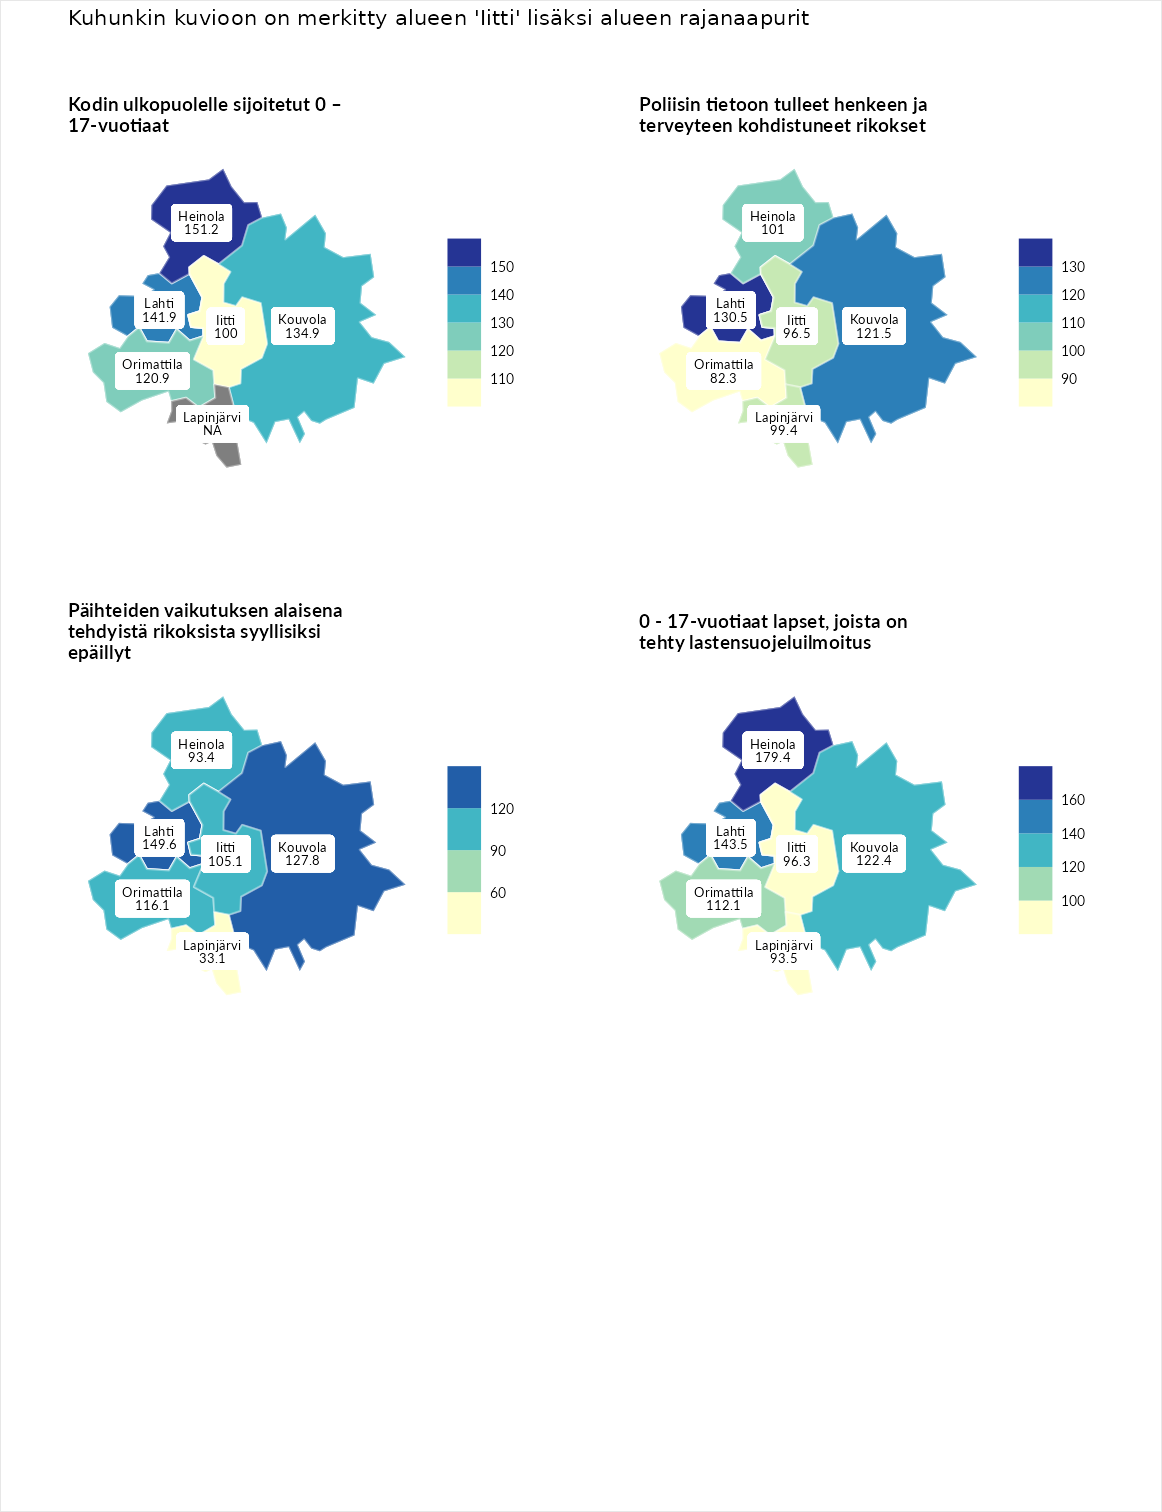 Kuhunkin kuvioon on merkitty alueen 'Iitti' lisäksi alueen rajanaapurit
Kodin ulkopuolelle sijoitetut 0 –
17-vuotiaat
Heinola
151.2
Lahti
141.9
Iitti
100
Kouvola
134.9
Orimattila
120.9
Lapinjärvi
NA
150
140
130
120
110
Poliisin tietoon tulleet henkeen ja
terveyteen kohdistuneet rikokset
Heinola
101
Lahti
130.5
Iitti
96.5
Kouvola
121.5
Orimattila
82.3
Lapinjärvi
99.4
130
120
110
100
90
Päihteiden vaikutuksen alaisena
tehdyistä rikoksista syyllisiksi
epäillyt
Heinola
93.4
Lahti
149.6
Iitti
105.1
Kouvola
127.8
Orimattila
116.1
Lapinjärvi
33.1
120
90
60
0 - 17-vuotiaat lapset, joista on
tehty lastensuojeluilmoitus
Heinola
179.4
Lahti
143.5
Iitti
96.3
Kouvola
122.4
Orimattila
112.1
Lapinjärvi
93.5
160
140
120
100